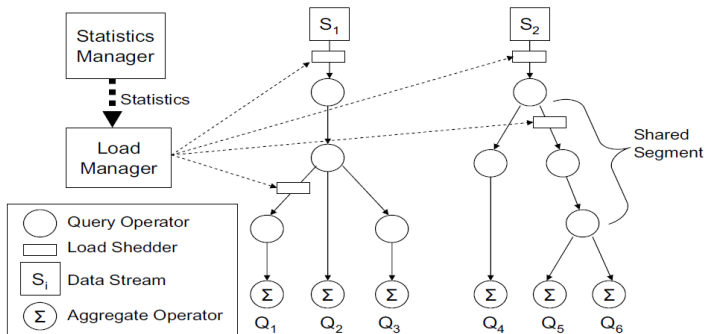 Statistics
Manager
Statistics
Load
Manager
S1
S2
Shared
Segment
Query Operator
Load Shedder
Si Data Stream
Σ Aggregate Operator
Σ Σ Σ Σ Σ Σ
Q1 Q2 Q3 Q4 Q5 Q6